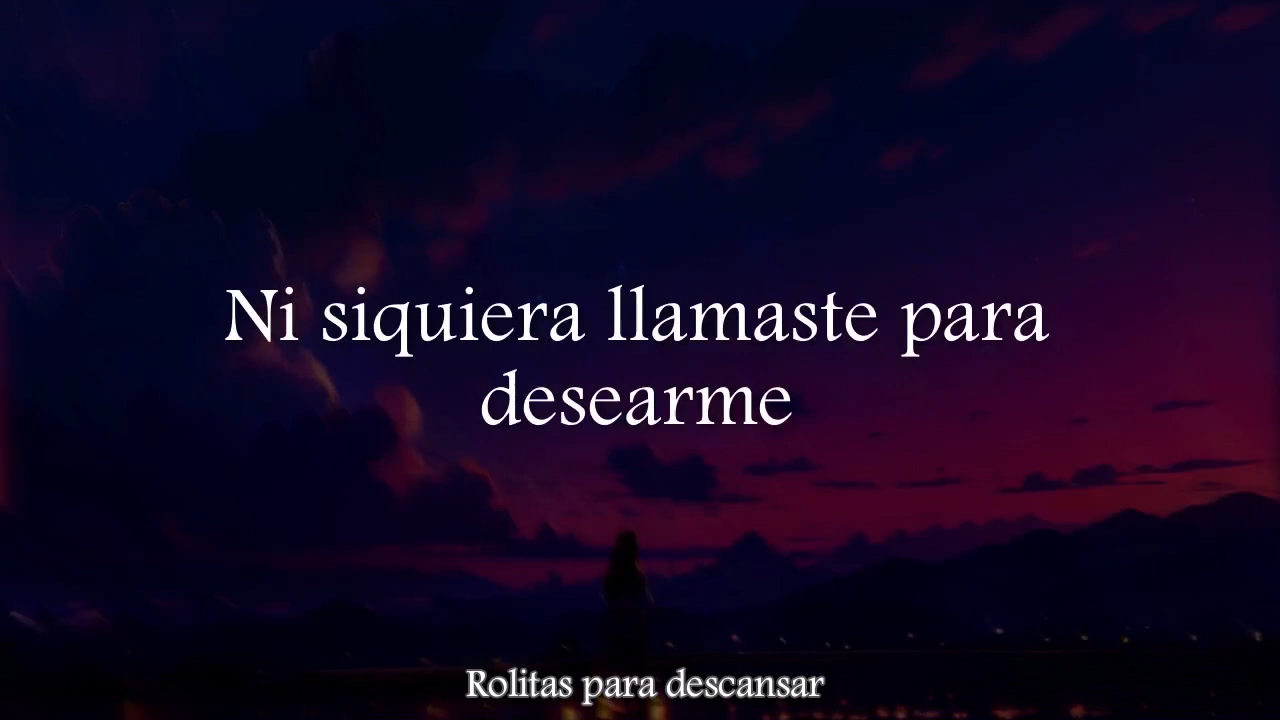 Ni siquiera llamaste para
desearme
Rolitas para descansar